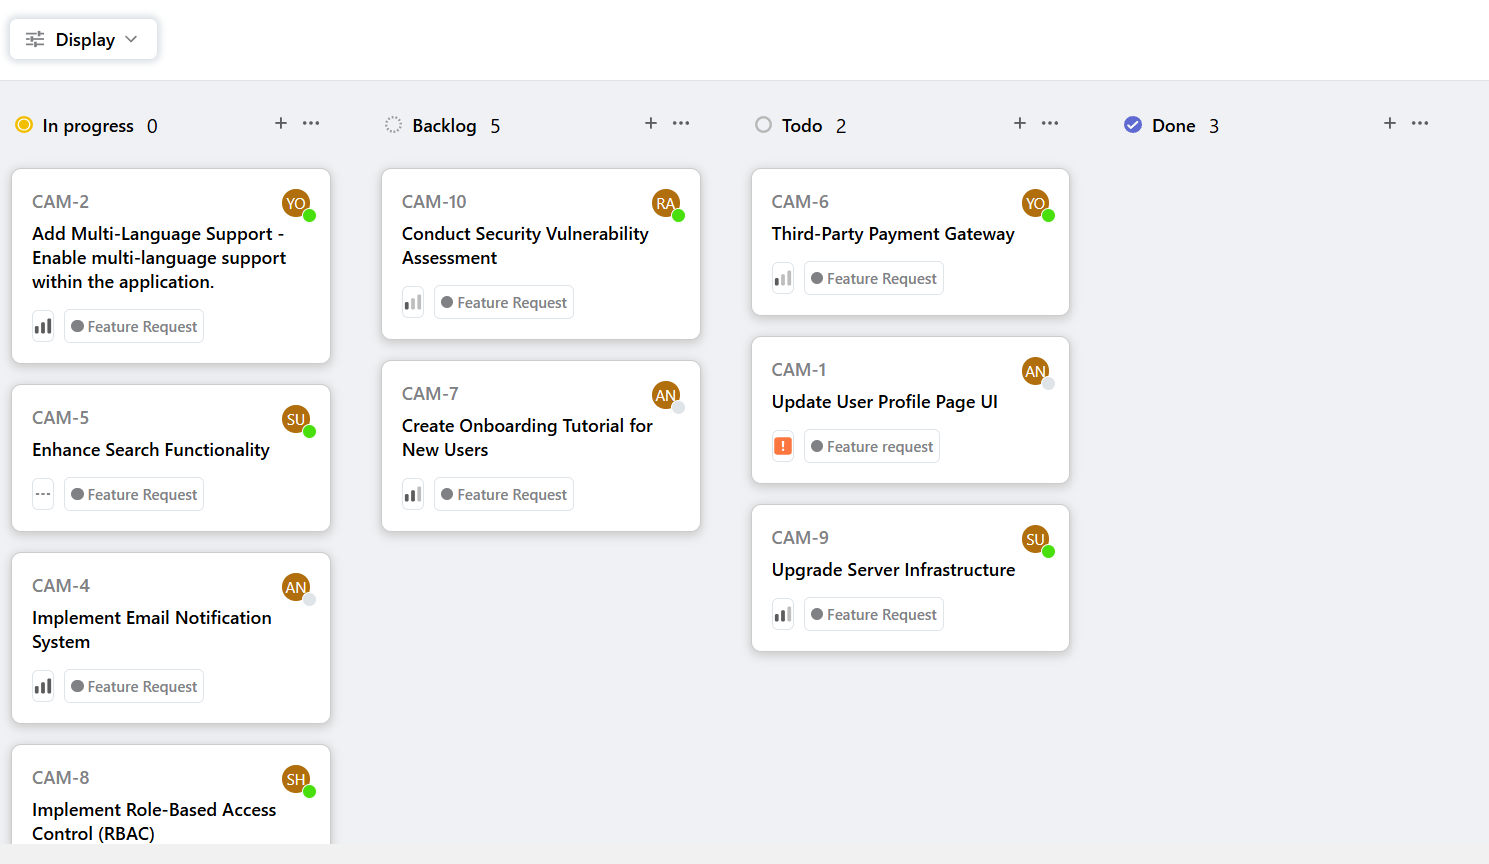 Display
In progress 0
CAM-2
YO
Add Multi-Language Support -
Enable multi-language support
within the application.
Feature Request
CAM-5
SU
Enhance Search Functionality
Feature Request
CAM-4
AN
Implement Email Notification
System
Feature Request
CAM-8
SH
Implement Role-Based Access
Control (RBAC)
Backlog 5
CAM-10
RA
Conduct Security Vulnerability
Assessment
Feature Request
CAM-7
AN
Create Onboarding Tutorial for
New Users
Feature Request
Todo 2
CAM-6
YO
Third-Party Payment Gateway
Feature Request
CAM-1
AN
Update User Profile Page UI
Feature request
CAM-9
SU
Upgrade Server Infrastructure
Feature Request
Done 3